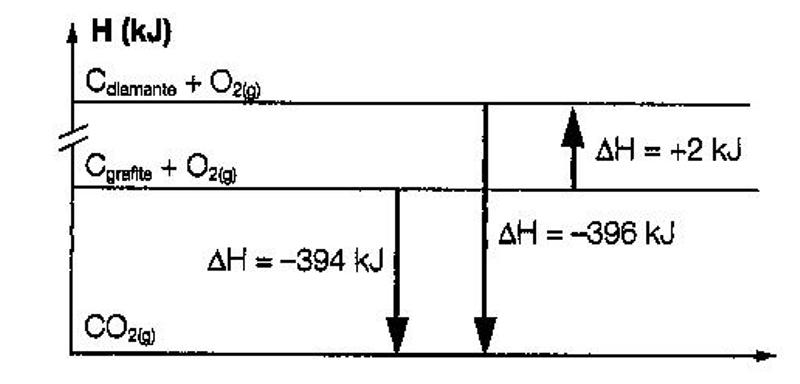 H (kJ)
Cdiamante + O2(g)
ΔH = +2 kJ
Cgrafite + O2(g)
ΔH = –396 kJ
ΔH = –394 kJ
CO2(g)